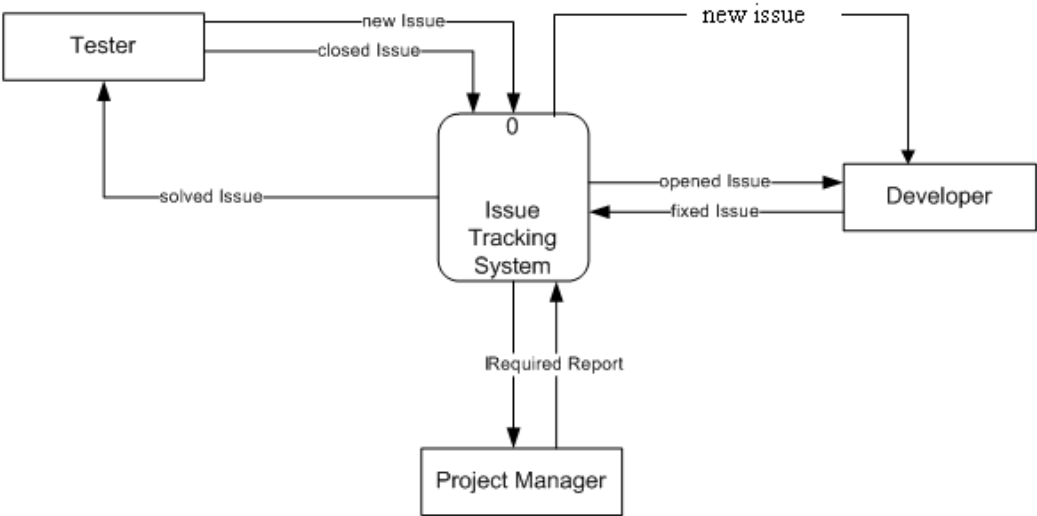 new issue
new Issue
Tester
closed Issue
0
opened Issue
Developer
solved Issue
fixed Issue
Issue
Tracking
System
Required Report
Project Manager